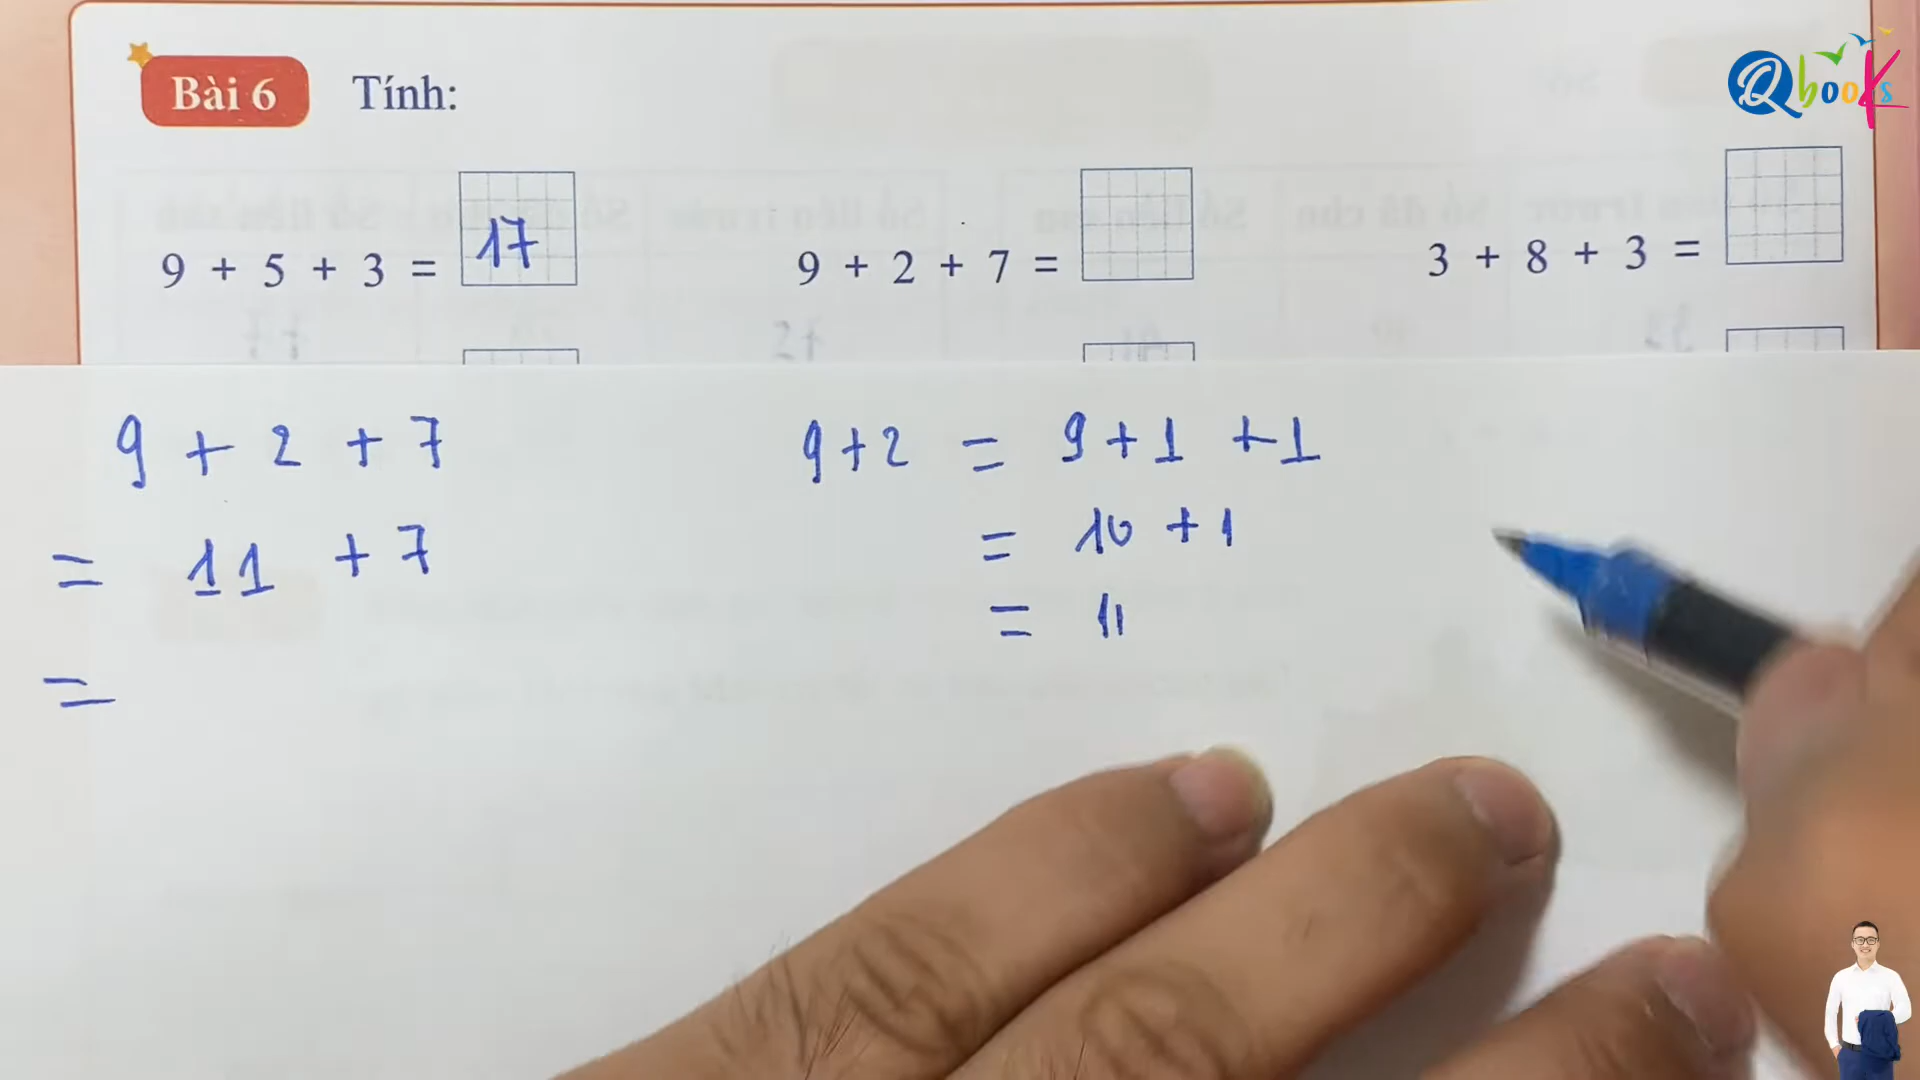 Qbooks
Bài 6 Tính:
9 + 5 + 3 = 17
9 + 2 + 7 =
3 + 8 + 3 =
9 + 2 + 7
= 11 + 7
=
9 + 2 = 9 + 1 + 1
= 10 + 1
= 11